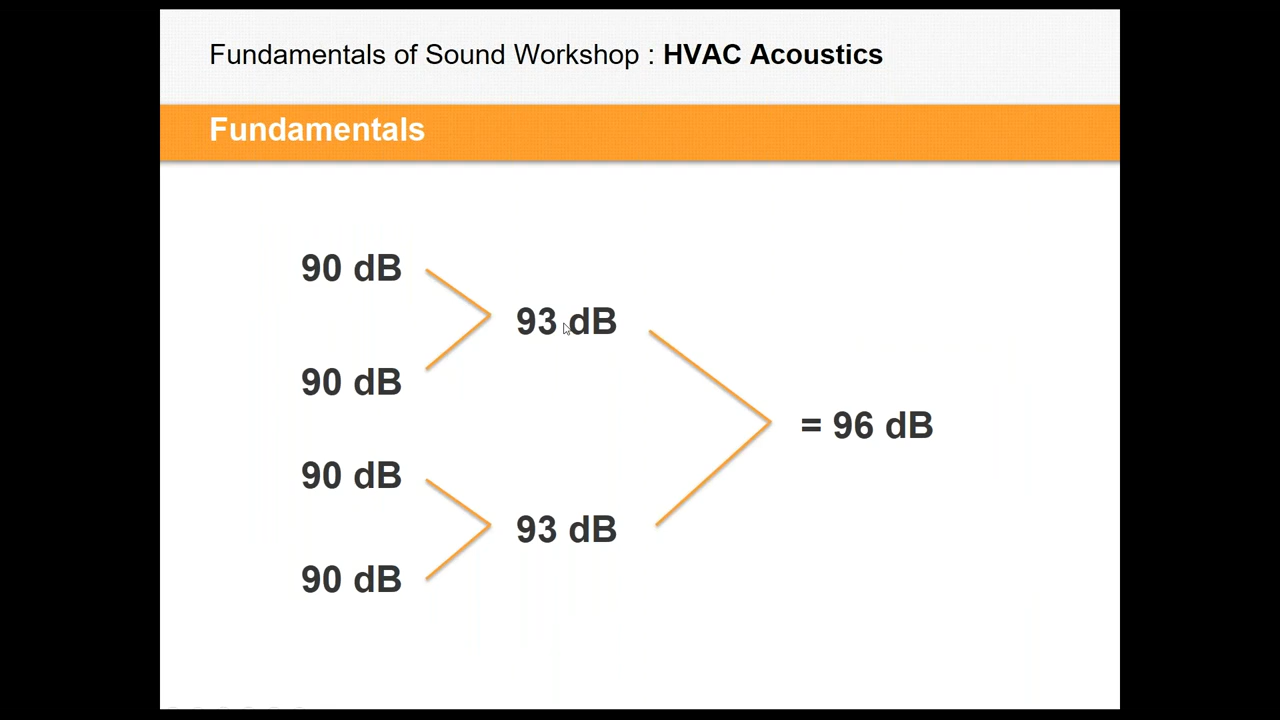 Fundamentals of Sound Workshop : HVAC Acoustics
Fundamentals
90 dB
90 dB
93 dB
= 96 dB
90 dB
90 dB
93 dB